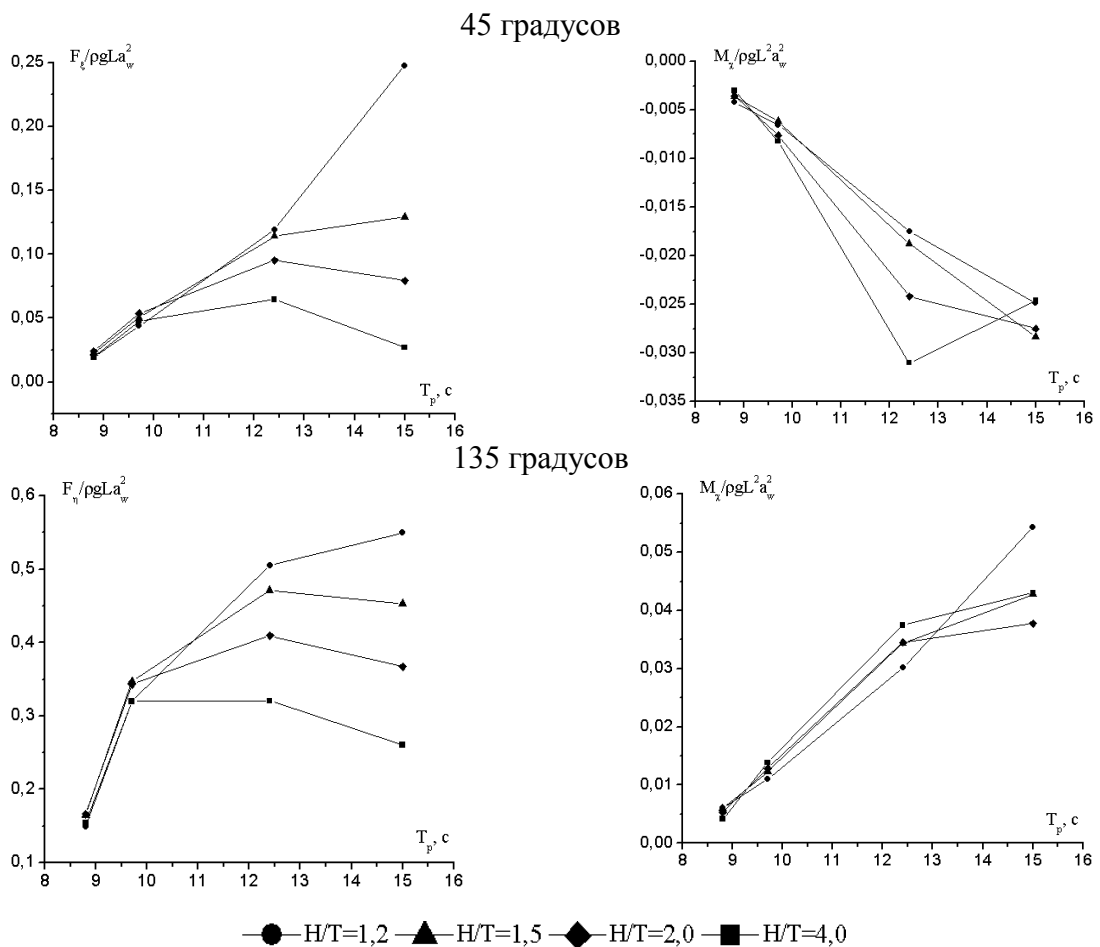 45 градусов
F_ξ/ρgLa_w^2
0,25
0,20
0,15
0,10
0,05
0,00
8 9 10 11 12 13 14 15 16
T_p, c
M_χ/ρgL^2a_w^2
0,000
-0,005
-0,010
-0,015
-0,020
-0,025
-0,030
-0,035
8 9 10 11 12 13 14 15 16
T_p, c
135 градусов
F_η/ρgLa_w^2
0,6
0,5
0,4
0,3
0,2
0,1
8 9 10 11 12 13 14 15 16
T_p, c
M_χ/ρgL^2a_w^2
0,06
0,05
0,04
0,03
0,02
0,01
0,00
8 9 10 11 12 13 14 15 16
T_p, c
H/T=1,2 H/T=1,5 H/T=2,0 H/T=4,0